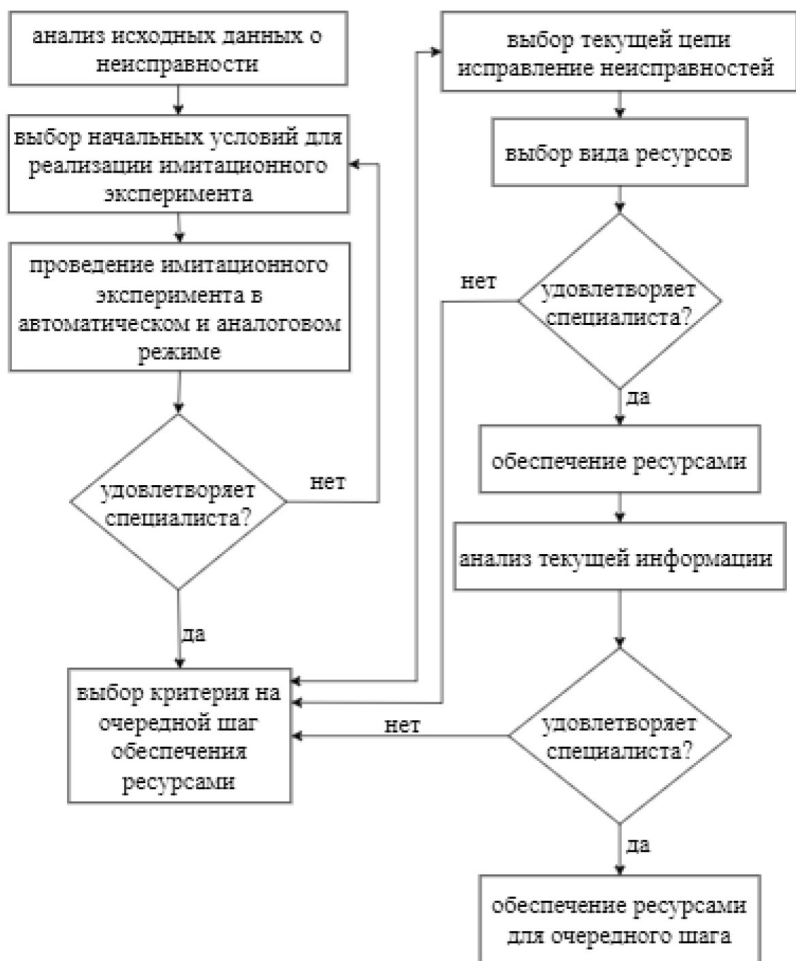 анализ исходных данных о
неисправности
выбор начальных условий для
реализации имитационного
эксперимента
проведение имитационного
эксперимента в
автоматическом и аналоговом
режиме
удовлетворяет
специалиста?
нет
да
выбор критерия на
очередной шаг
обеспечения
ресурсами
выбор текущей цепи
исправление неисправностей
выбор вида ресурсов
удовлетворяет
специалиста?
нет
да
обеспечение ресурсами
анализ текущей информации
удовлетворяет
специалиста?
нет
да
обеспечение ресурсами
для очередного шага